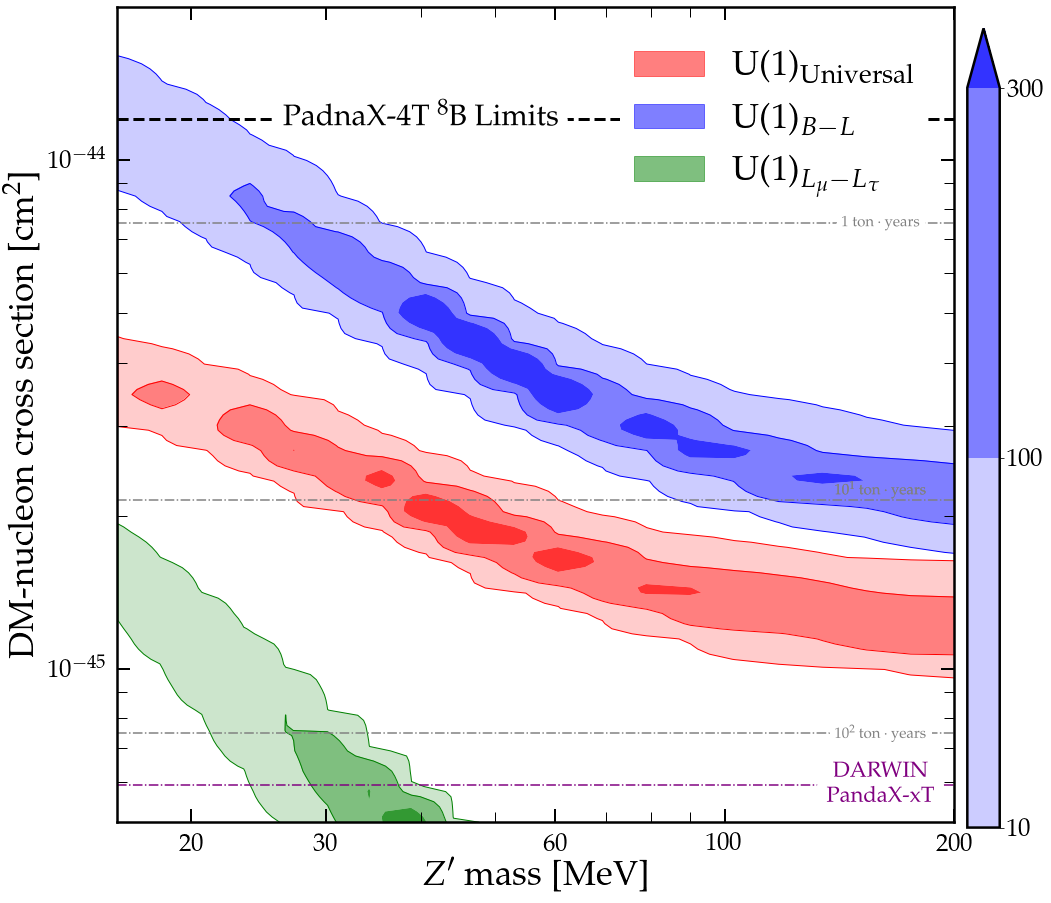 PadnaX-4T ⁸B Limits
U(1)Universal
U(1)B−L
U(1)Lμ−Lτ
300
10⁻⁴⁴
1 ton · years
DM-nucleon cross section [cm²]
100
10¹ ton · years
10⁻⁴⁵
10² ton · years
DARWIN
PandaX-xT
10
20 30 60 100 200
Z′ mass [MeV]